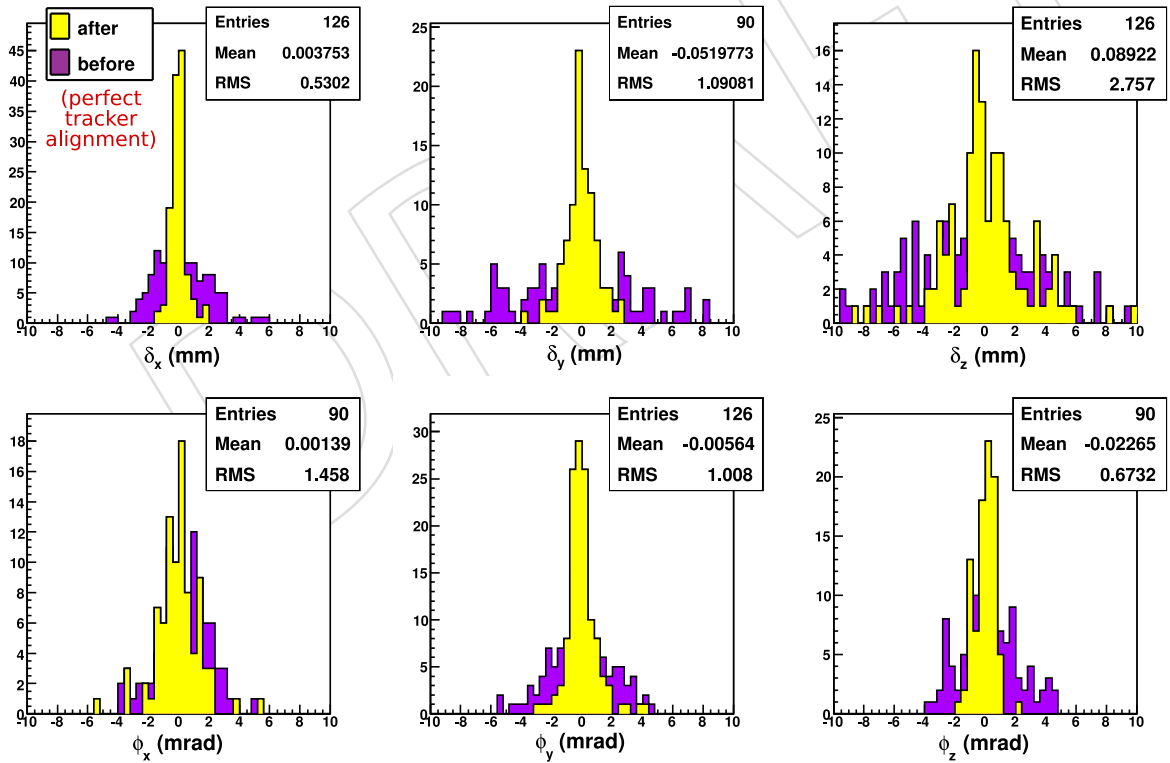 after
before
(perfect
tracker
alignment)
Entries 126
Mean 0.003753
RMS 0.5302
45
40
35
30
25
20
15
10
5
0
-10 -8 -6 -4 -2 0 2 4 6 8 10
δx (mm)
Entries 90
Mean -0.0519773
RMS 1.09081
25
20
15
10
5
0
-10 -8 -6 -4 -2 0 2 4 6 8 10
δy (mm)
Entries 126
Mean 0.08922
RMS 2.757
16
14
12
10
8
6
4
2
0
-10 -8 -6 -4 -2 0 2 4 6 8 10
δz (mm)
Entries 90
Mean 0.00139
RMS 1.458
18
16
14
12
10
8
6
4
2
0
-10 -8 -6 -4 -2 0 2 4 6 8 10
ϕx (mrad)
Entries 126
Mean -0.00564
RMS 1.008
30
25
20
15
10
5
0
-10 -8 -6 -4 -2 0 2 4 6 8 10
ϕy (mrad)
Entries 90
Mean -0.02265
RMS 0.6732
25
20
15
10
5
0
-10 -8 -6 -4 -2 0 2 4 6 8 10
ϕz (mrad)